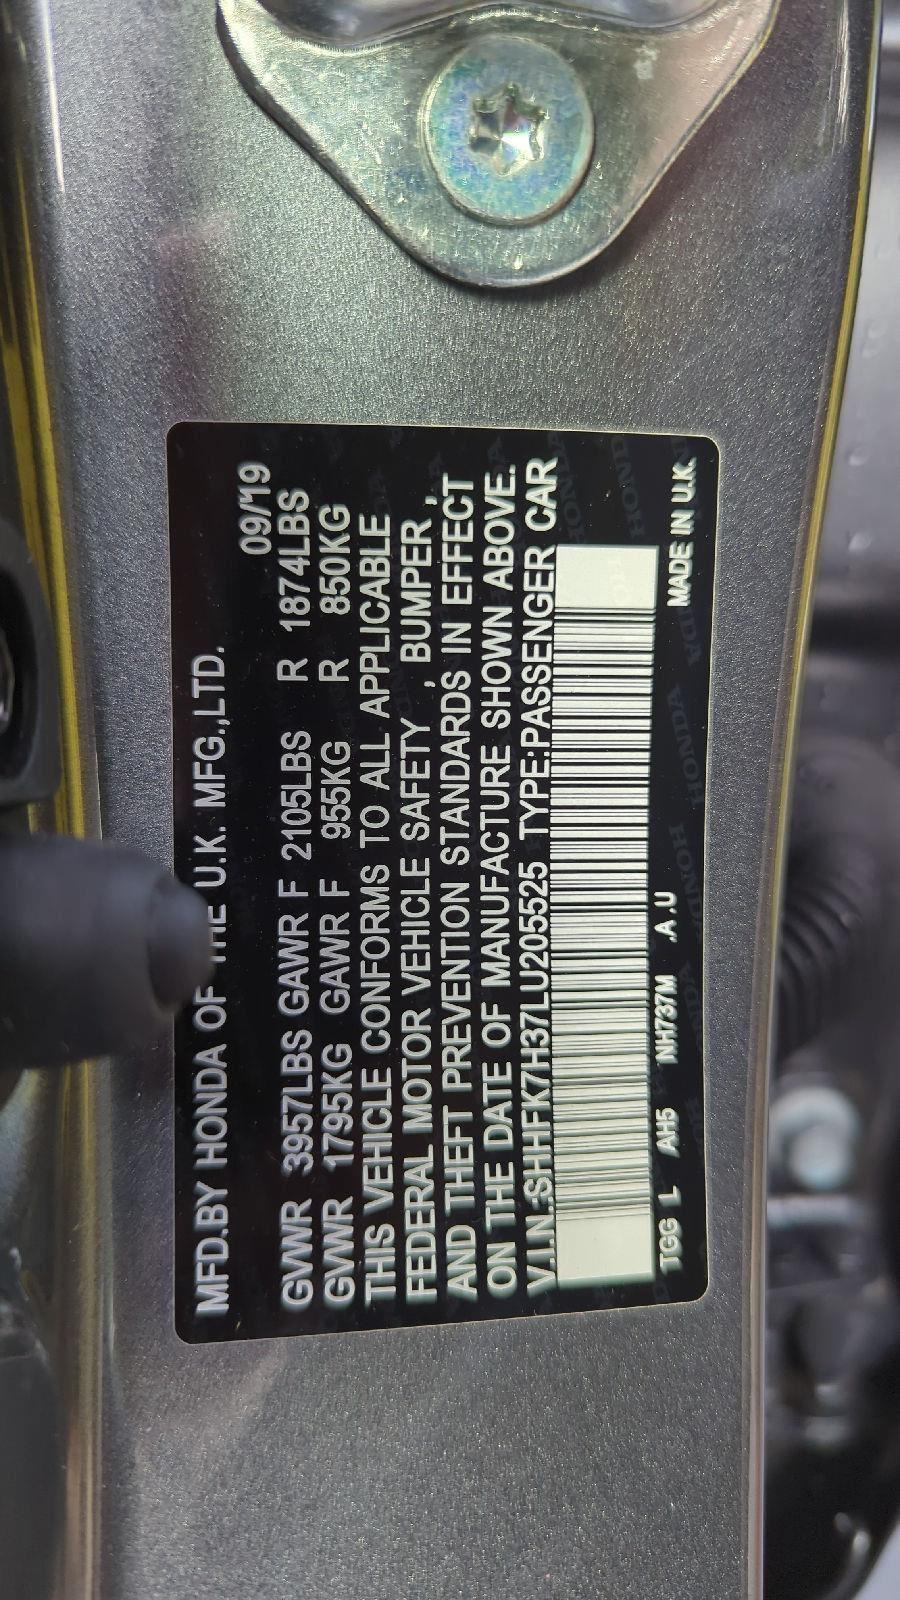 MFD.BY HONDA OF THE U.K. MFG.,LTD.
09/19
GVWR 3957LBS GAWR F 2105LBS R 1874LBS
GVWR 1795KG GAWR F 955KG R 850KG
THIS VEHICLE CONFORMS TO ALL APPLICABLE
FEDERAL MOTOR VEHICLE SAFETY , BUMPER ,
AND THEFT PREVENTION STANDARDS IN EFFECT
ON THE DATE OF MANUFACTURE SHOWN ABOVE.
V.I.N.:SHHFK7H37LU205525 TYPE:PASSENGER CAR
TGG L AH5 NH737M .A.U MADE IN U.K.